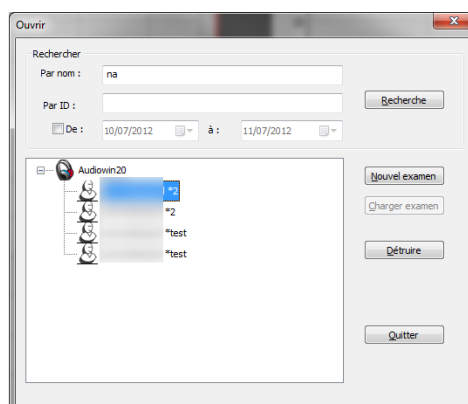 Ouvrir
Rechercher
Par nom :
na
Par ID :
Recherche
De :
10/07/2012
à :
11/07/2012
Audiowin20
*2
*2
*test
*test
Nouvel examen
Charger examen
Détruire
Quitter